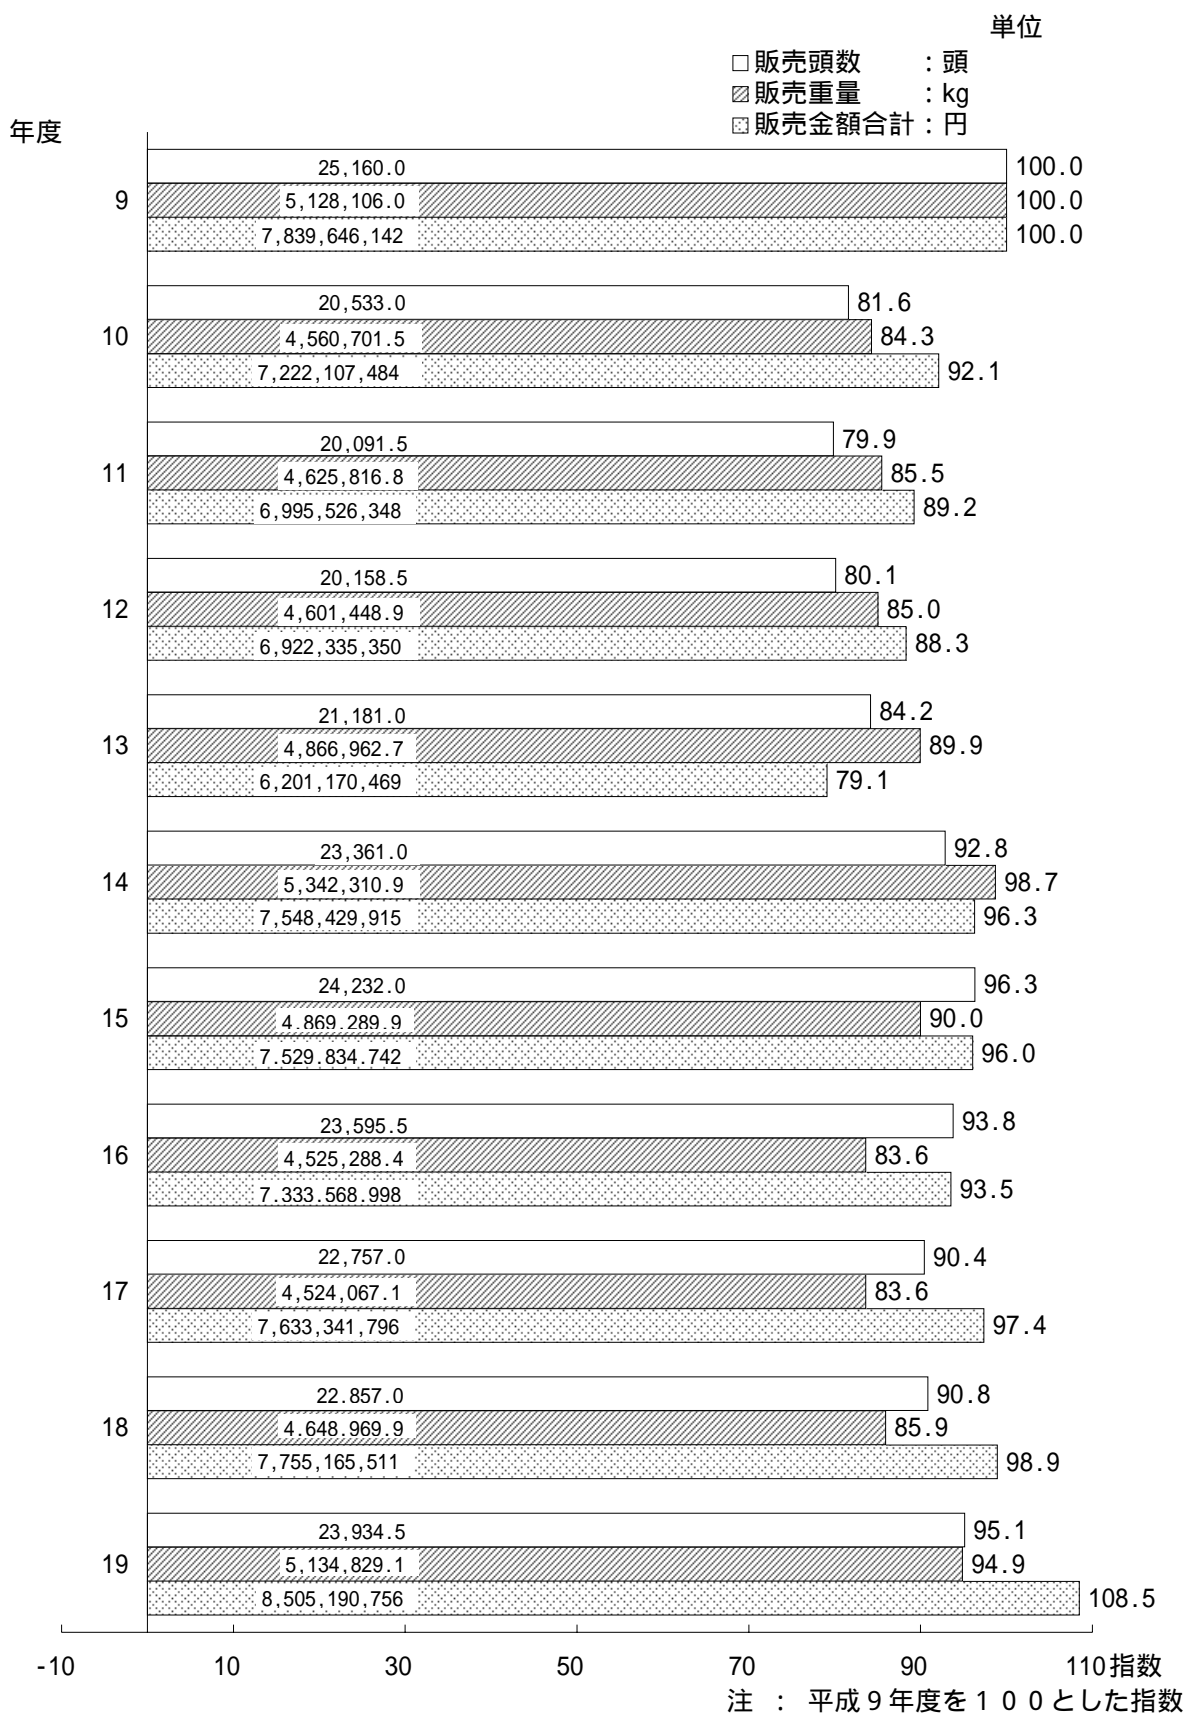 単位
販売頭数 : 頭
販売重量 : kg
販売金額合計 : 円
年度
25,160.0 100.0
9 5,128,106.0 100.0
7,839,646,142 100.0
20,533.0 81.6
10 4,560,701.5 84.3
7,222,107,484 92.1
20,091.5 79.9
11 4,625,816.8 85.5
6,995,526,348 89.2
20,158.5 80.1
12 4,601,448.9 85.0
6,922,335,350 88.3
21,181.0 84.2
13 4,866,962.7 89.9
6,201,170,469 79.1
23,361.0 92.8
14 5,342,310.9 98.7
7,548,429,915 96.3
24,232.0 96.3
15 4,869,289.9 90.0
7,529,834,742 96.0
23,595.5 93.8
16 4,525,288.4 83.6
7,333,568,998 93.5
22,757.0 90.4
17 4,524,067.1 83.6
7,633,341,796 97.4
22,857.0 90.8
18 4,648,969.9 85.9
7,755,165,511 98.9
23,934.5 95.1
19 5,134,829.1 94.9
8,505,190,756 108.5
-10 10 30 50 70 90 110 指数
注 : 平成9年度を100とした指数